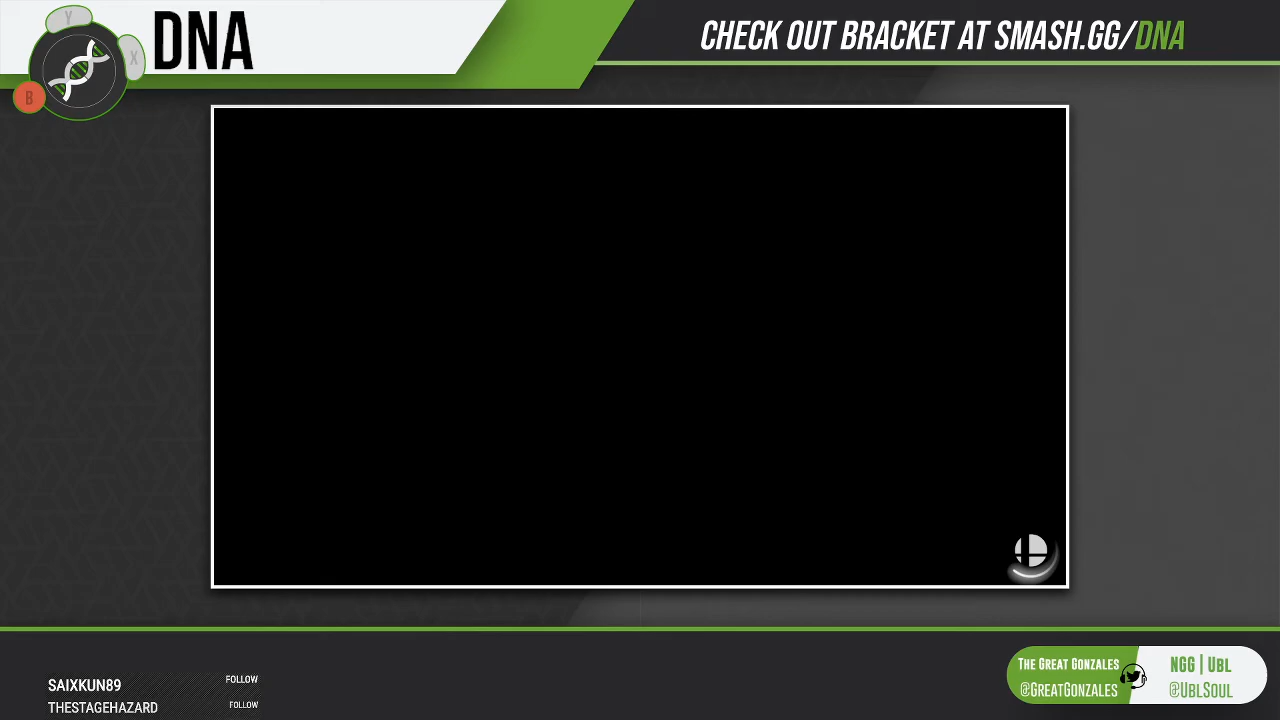 Y
X
B
DNA
CHECK OUT BRACKET AT SMASH.GG/DNA
SAIXKUN89 FOLLOW
THESTAGEHAZARD FOLLOW
THE GREAT GONZALES
@GREATGONZALES
NGG | UBL
@UBLSOUL